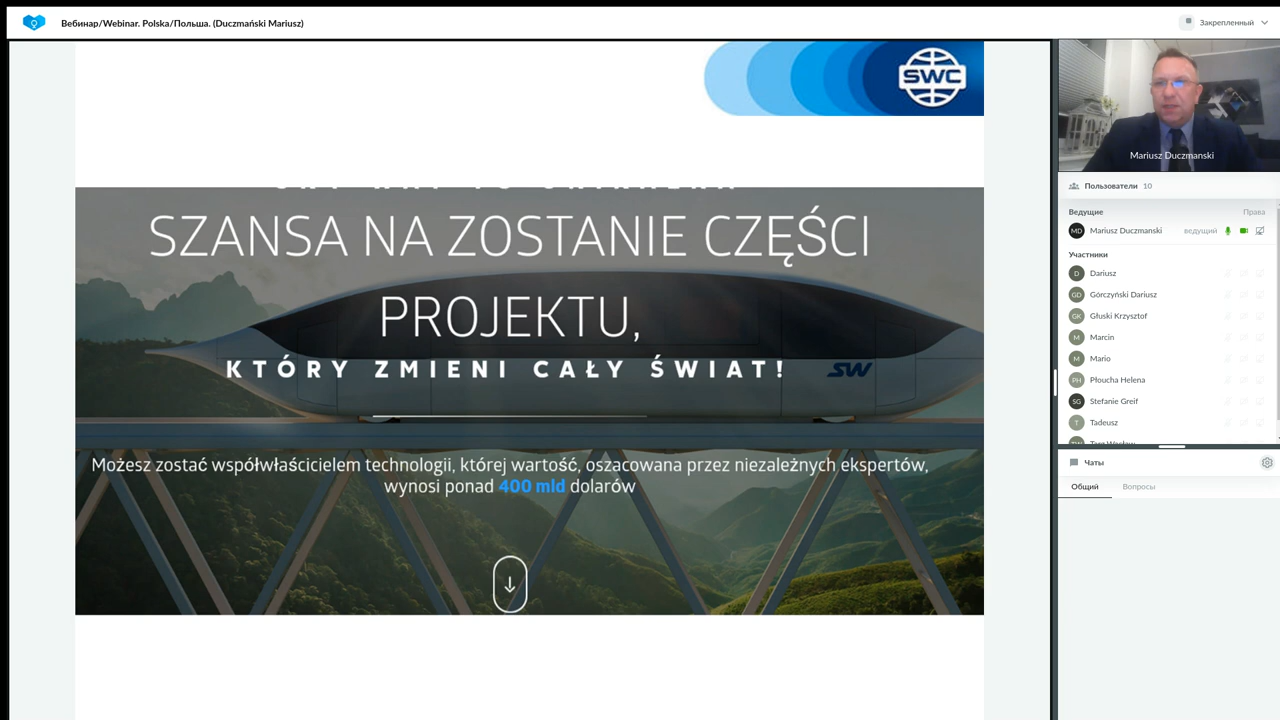 Вебинар/Webinar. Polska/Польша. (Duczmański Mariusz)
Закрепленный
SWC
SZANSA NA ZOSTANIE CZĘŚCI
PROJEKTU,
KTÓRY ZMIENI CAŁY ŚWIAT!
SW
Możesz zostać współwłaścicielem technologii, której wartość, oszacowana przez niezależnych ekspertów,
wynosi ponad 400 mld dolarów
Mariusz Duczmanski
Пользователи 10
Ведущие Права
MD Mariusz Duczmanski ведущий
Участники
D Dariusz
GD Górczyński Dariusz
GK Głuski Krzysztof
M Marcin
M Mario
PH Płoucha Helena
SG Stefanie Greif
T Tadeusz
Чаты
Общий Вопросы